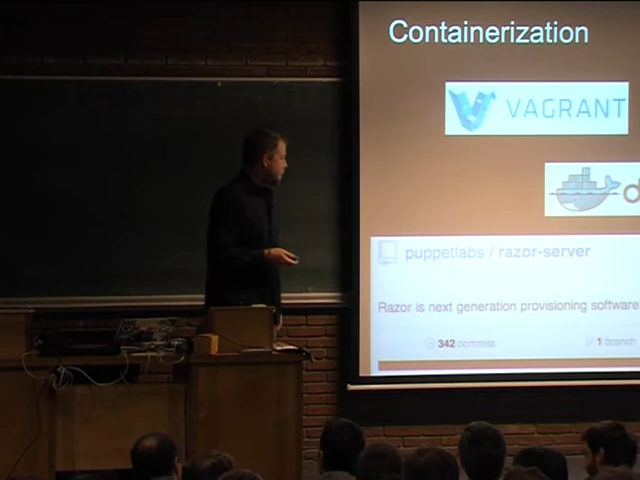 Containerization
VAGRANT
d
puppetlabs / razor-server
Razor is next generation provisioning software
342 commits
1 branch